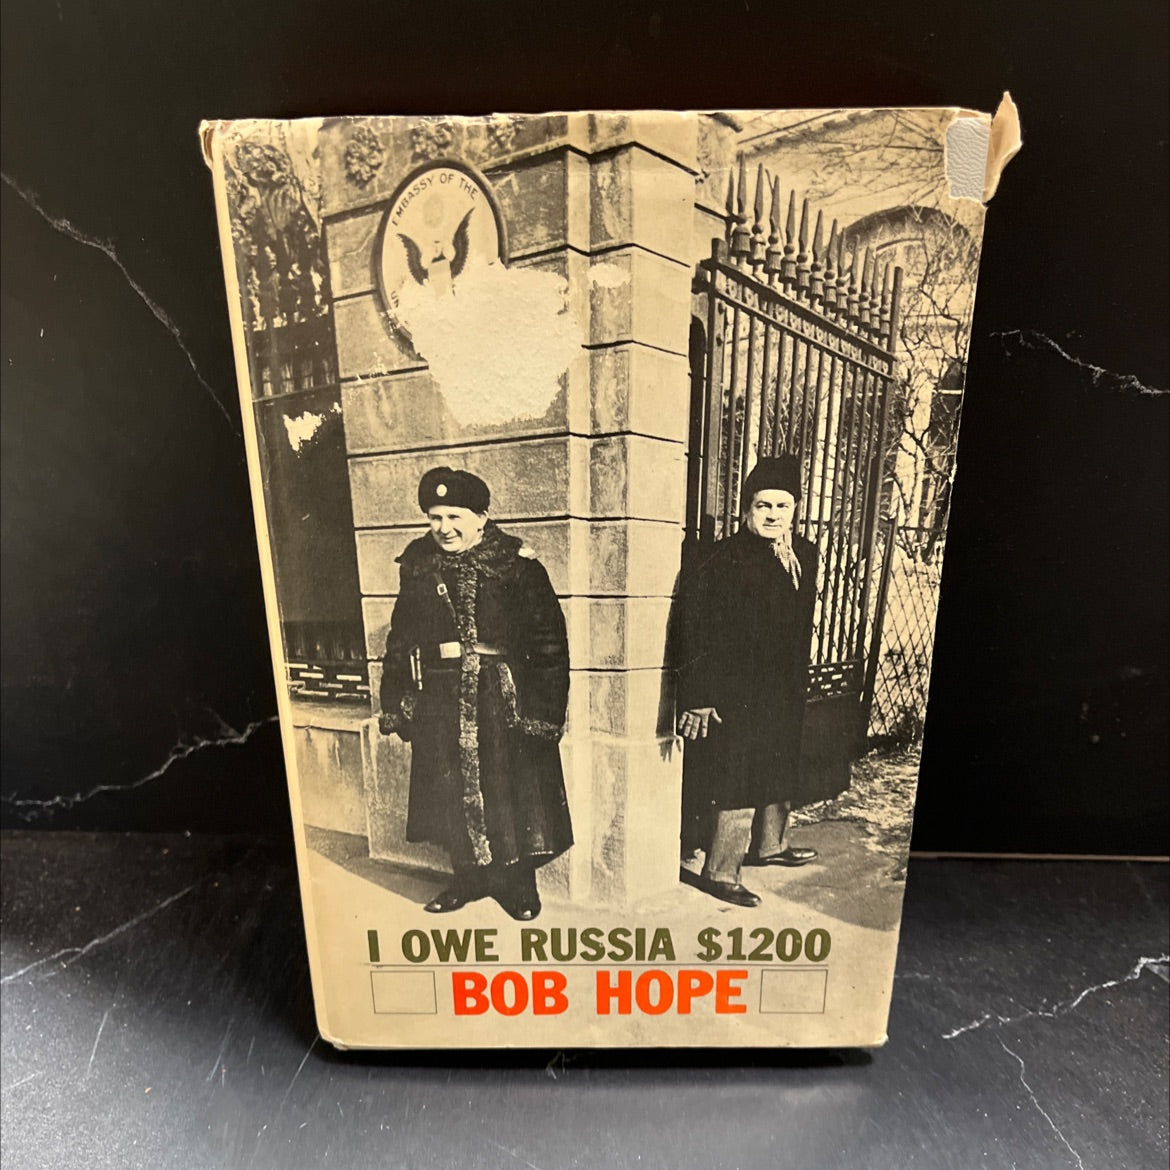 EMBASSY OF THE
I OWE RUSSIA $1200
BOB HOPE